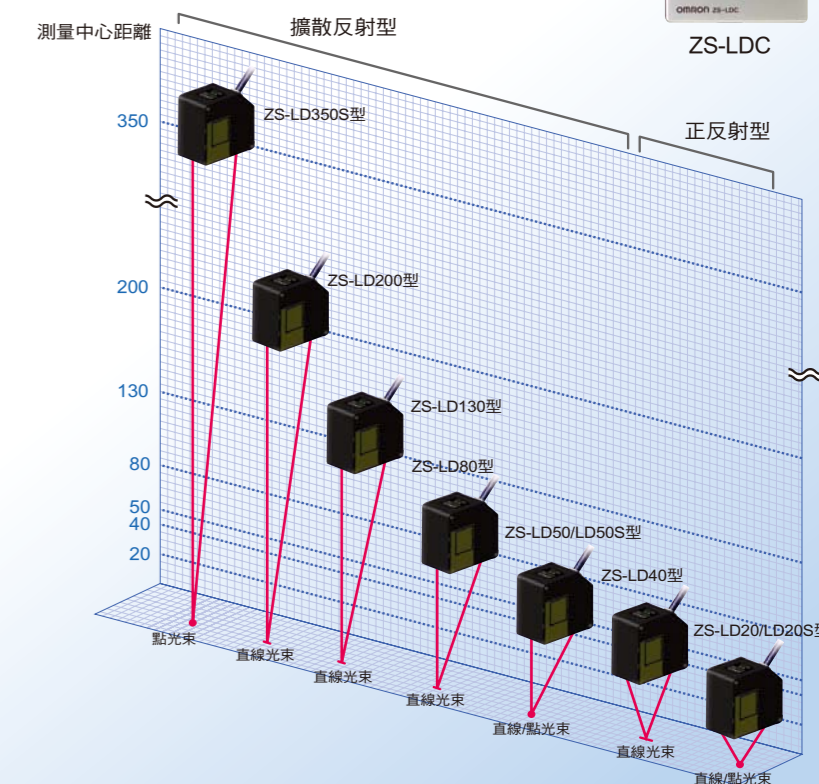 OMRON ZS-LDC
ZS-LDC
測量中心距離
擴散反射型
正反射型
350
200
130
80
50
40
20
ZS-LD350S型
ZS-LD200型
ZS-LD130型
ZS-LD80型
ZS-LD50/LD50S型
ZS-LD40型
ZS-LD20/LD20S型
點光束
直線光束
直線光束
直線光束
直線/點光束
直線光束
直線/點光束